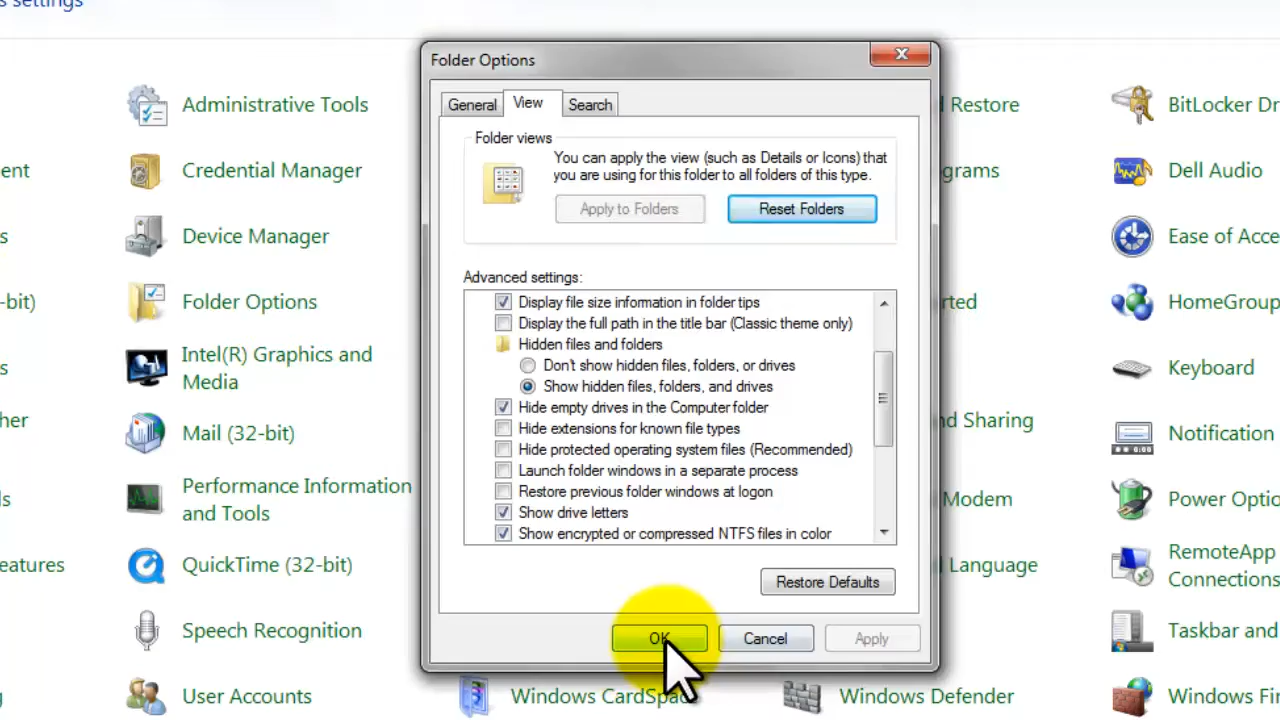 s settings
Folder Options
General
View
Search
Folder views
You can apply the view (such as Details or Icons) that
you are using for this folder to all folders of this type.
Apply to Folders
Reset Folders
Advanced settings:
Display file size information in folder tips
Display the full path in the title bar (Classic theme only)
Hidden files and folders
Don't show hidden files, folders, or drives
Show hidden files, folders, and drives
Hide empty drives in the Computer folder
Hide extensions for known file types
Hide protected operating system files (Recommended)
Launch folder windows in a separate process
Restore previous folder windows at logon
Show drive letters
Show encrypted or compressed NTFS files in color
Restore Defaults
OK
Cancel
Apply
ent
s
-bit)
s
her
ls
eatures
Administrative Tools
Credential Manager
Device Manager
Folder Options
Intel(R) Graphics and
Media
Mail (32-bit)
Performance Information
and Tools
QuickTime (32-bit)
Speech Recognition
User Accounts
Windows CardSpac
d Restore
grams
arted
nd Sharing
Modem
Language
Windows Defender
BitLocker Dr
Dell Audio
Ease of Acce
HomeGroup
Keyboard
Notification
Power Optio
RemoteApp
Connections
Taskbar and
Windows Fi